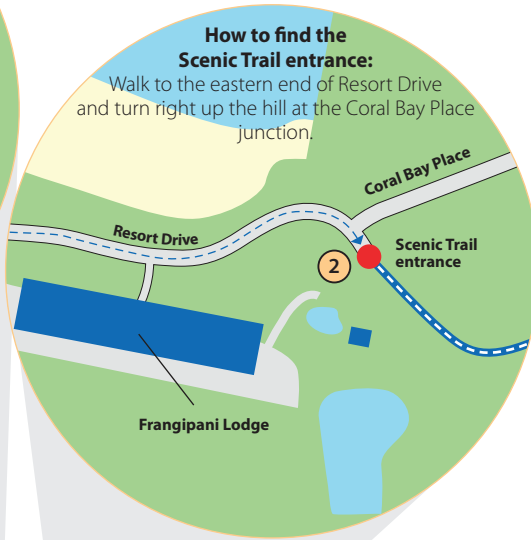 How to find the
Scenic Trail entrance:
Walk to the eastern end of Resort Drive
and turn right up the hill at the Coral Bay Place
junction.
Coral Bay Place
Resort Drive
Scenic Trail
entrance
2
Frangipani Lodge